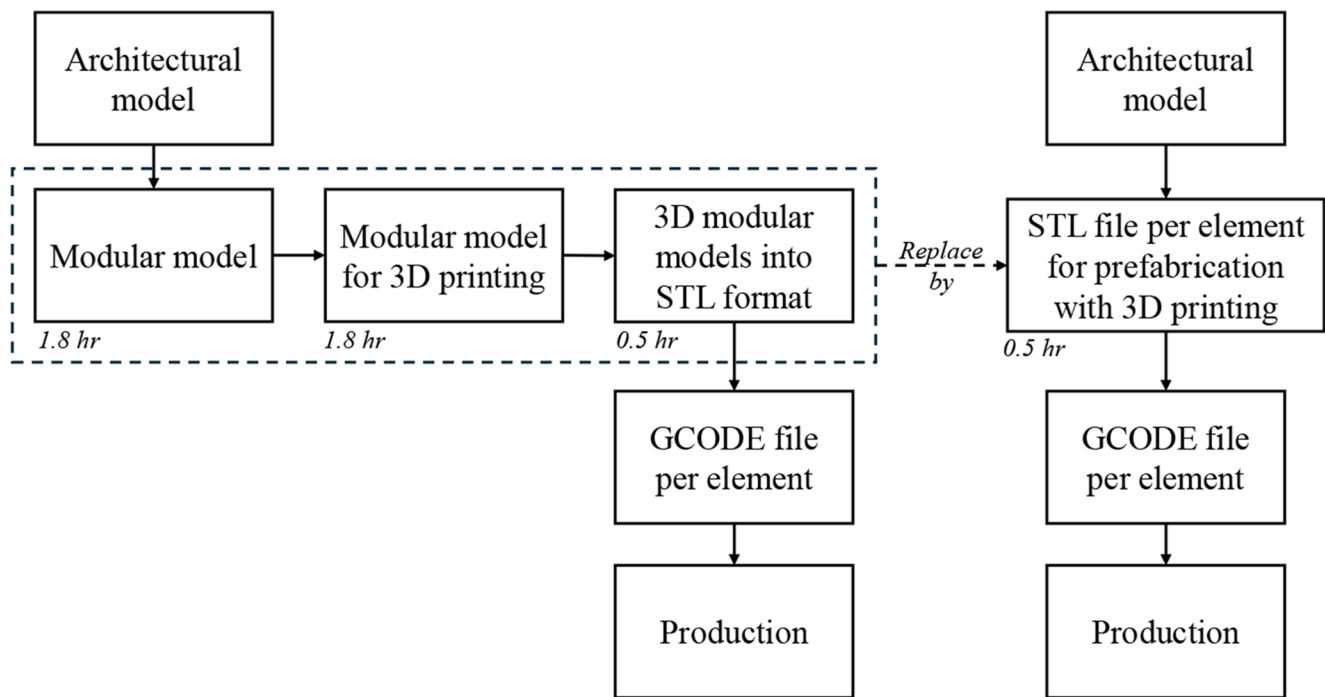 Architectural
model
Architectural
model
Modular model
Modular model
for 3D printing
3D modular
models into
STL format
Replace
by
STL file per element
for prefabrication
with 3D printing
1.8 hr
1.8 hr
0.5 hr
0.5 hr
GCODE file
per element
GCODE file
per element
Production
Production